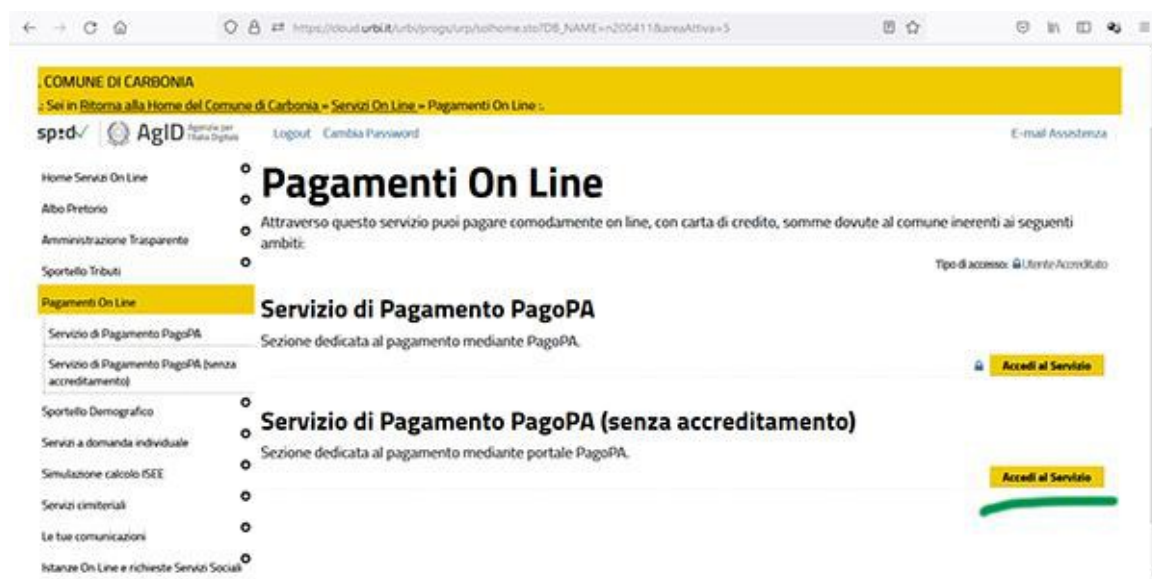 https://cloud.urbi.it/urbi/progs/urp/solhome.sto?DB_NAME=n200411&areaAttiva=5
. COMUNE DI CARBONIA
.: Sei in Ritorna alla Home del Comune di Carbonia » Servizi On Line » Pagamenti On Line :.
sp:d AgID Agenzia per l'Italia Digitale Logout Cambia Password E-mail Assistenza
Home Servizi On Line
Albo Pretorio
Amministrazione Trasparente
Sportello Tributi
Pagamenti On Line
Servizio di Pagamento PagoPA
Servizio di Pagamento PagoPA (senza
accreditamento)
Sportello Demografico
Servizi a domanda individuale
Simulazione calcolo ISEE
Servizi cimiteriali
Le tue comunicazioni
Istanze On Line e richieste Servizi Sociali
Pagamenti On Line
Attraverso questo servizio puoi pagare comodamente on line, con carta di credito, somme dovute al comune inerenti ai seguenti
ambiti:
Tipo di accesso: Utente Accreditato
Servizio di Pagamento PagoPA
Sezione dedicata al pagamento mediante PagoPA.
Accedi al Servizio
Servizio di Pagamento PagoPA (senza accreditamento)
Sezione dedicata al pagamento mediante portale PagoPA.
Accedi al Servizio